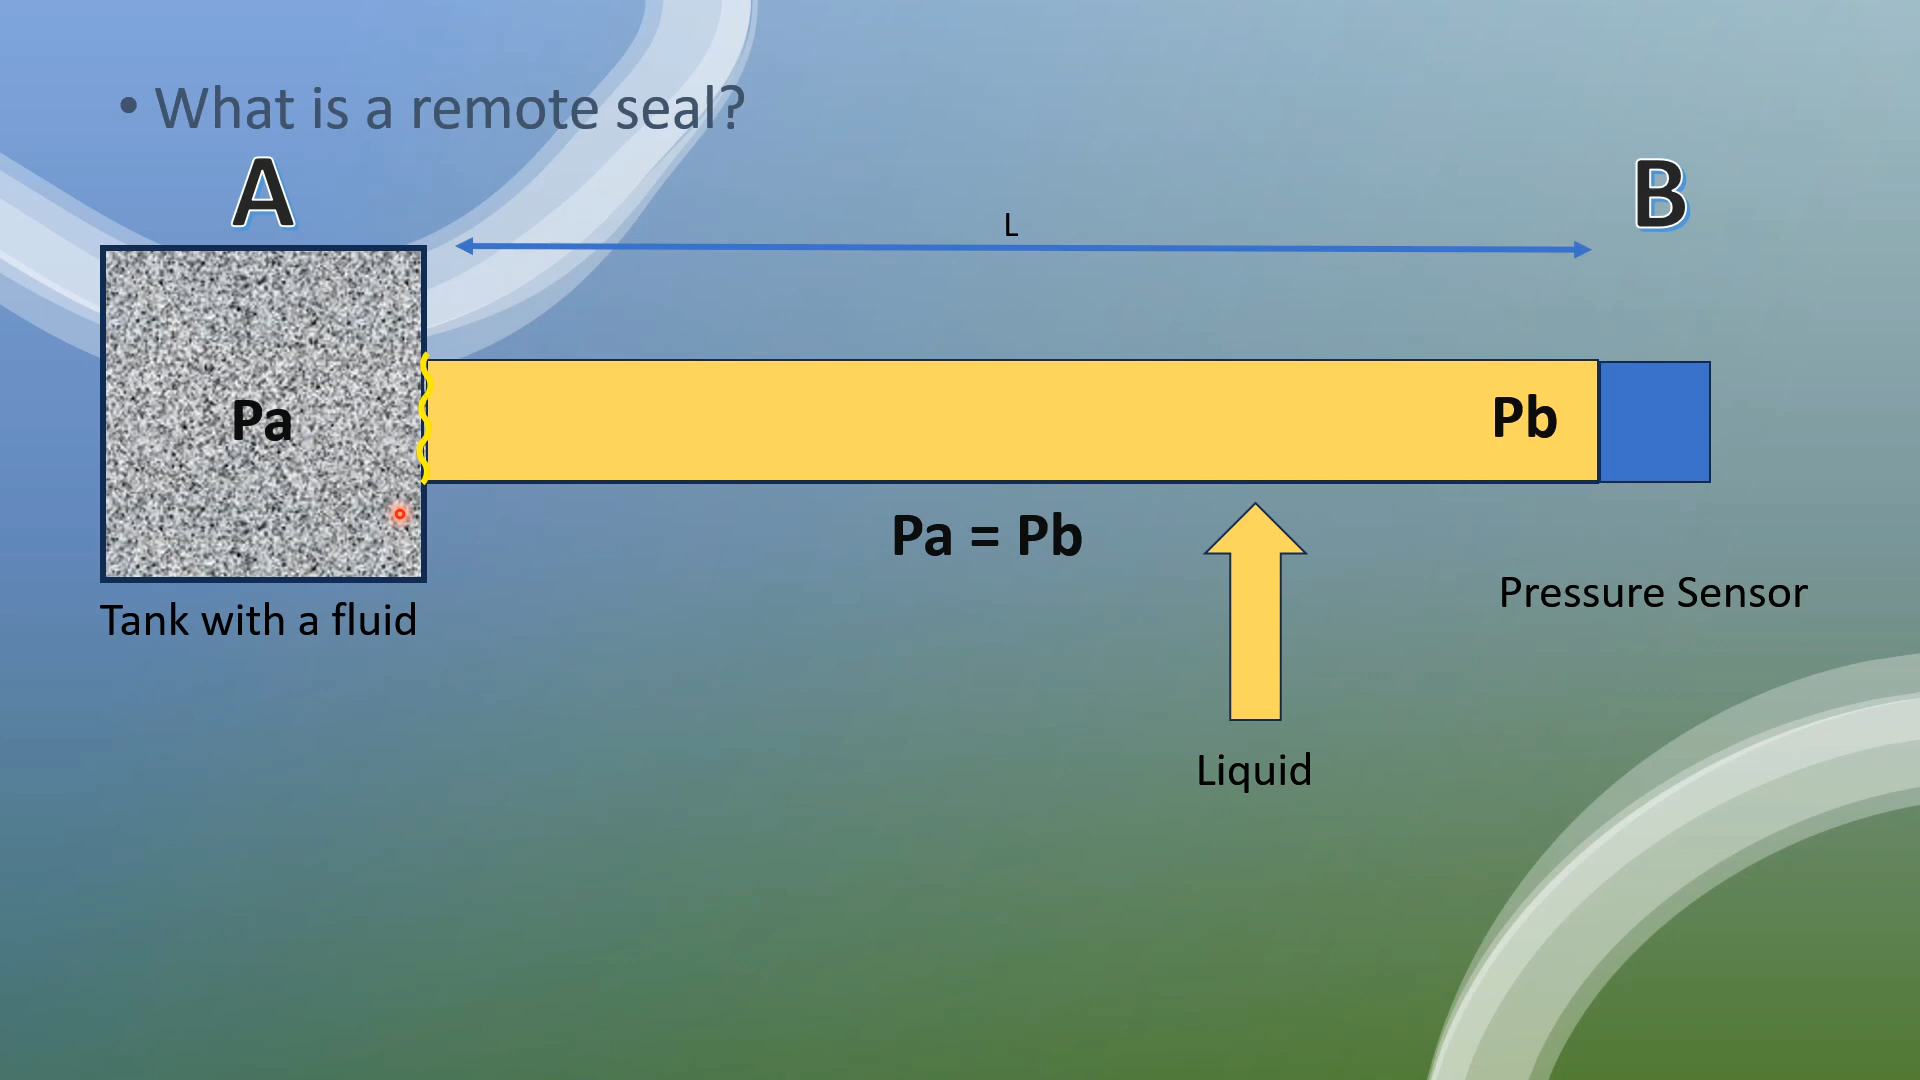 • What is a remote seal?
A
B
L
Pa
Pb
Pa = Pb
Pressure Sensor
Tank with a fluid
Liquid